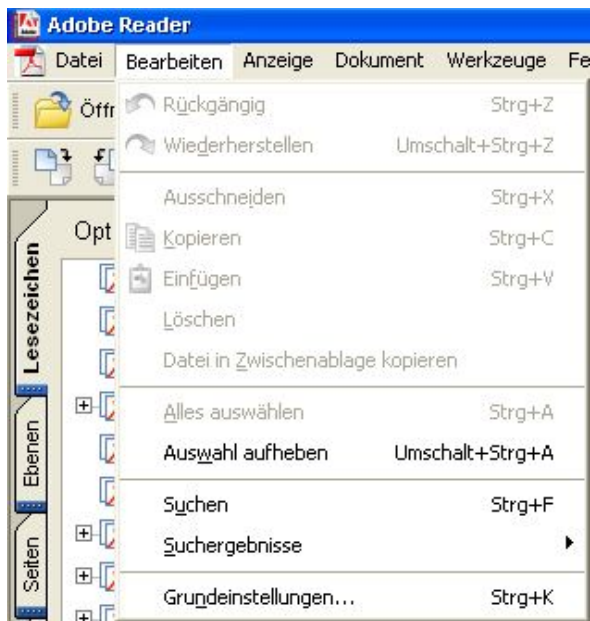 Adobe Reader
Datei Bearbeiten Anzeige Dokument Werkzeuge Fe
Öffn
Rückgängig Strg+Z
Wiederherstellen Umschalt+Strg+Z
Ausschneiden Strg+X
Opt
Kopieren Strg+C
Einfügen Strg+V
Löschen
Datei in Zwischenablage kopieren
Alles auswählen Strg+A
Auswahl aufheben Umschalt+Strg+A
Suchen Strg+F
Suchergebnisse
Grundeinstellungen... Strg+K
Lesezeichen
Ebenen
Seiten